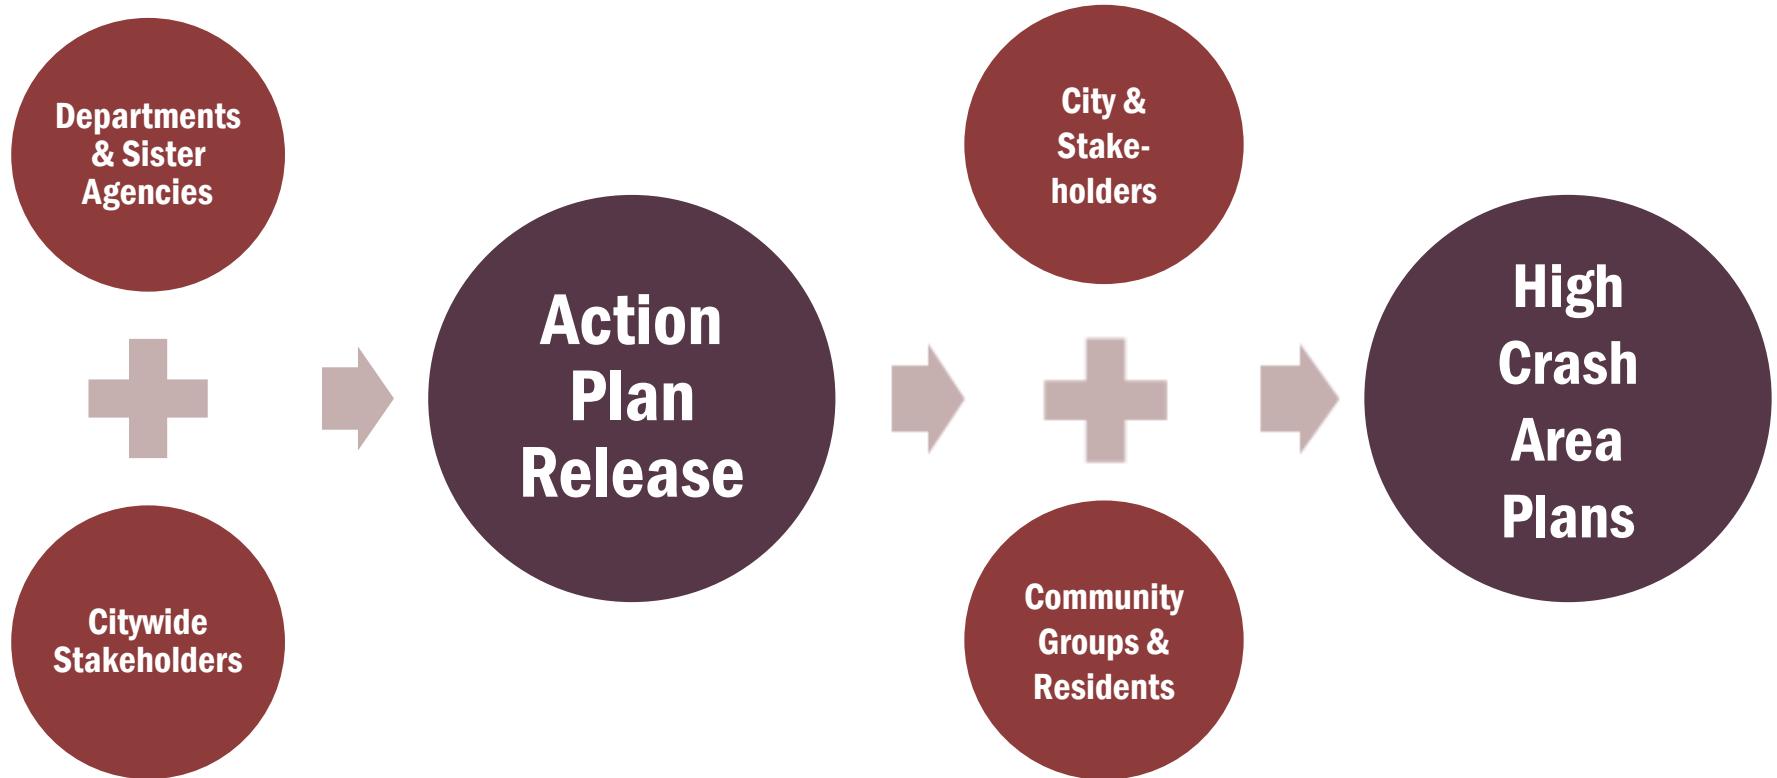 Departments
& Sister
Agencies
Citywide
Stakeholders
Action
Plan
Release
City &
Stake-
holders
Community
Groups &
Residents
High
Crash
Area
Plans